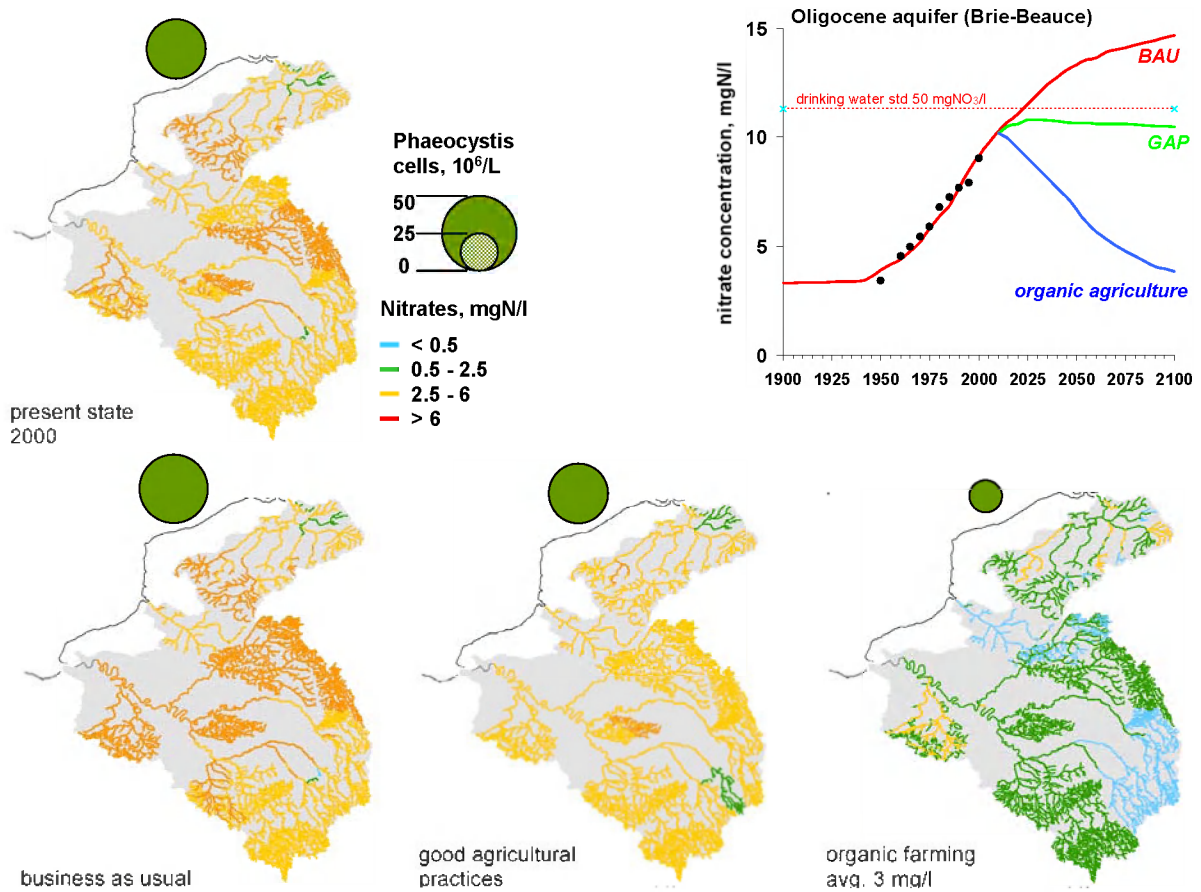 Phaeocystis
cells, 10⁶/L
50
25
0
Nitrates, mgN/l
< 0.5
0.5 - 2.5
2.5 - 6
> 6
present state
2000
Oligocene aquifer (Brie-Beauce)
nitrate concentration, mgN/l
15
10
5
0
BAU
drinking water std 50 mgNO₃/l
GAP
organic agriculture
1900 1925 1950 1975 2000 2025 2050 2075 2100
business as usual
good agricultural
practices
organic farming
avg. 3 mg/l